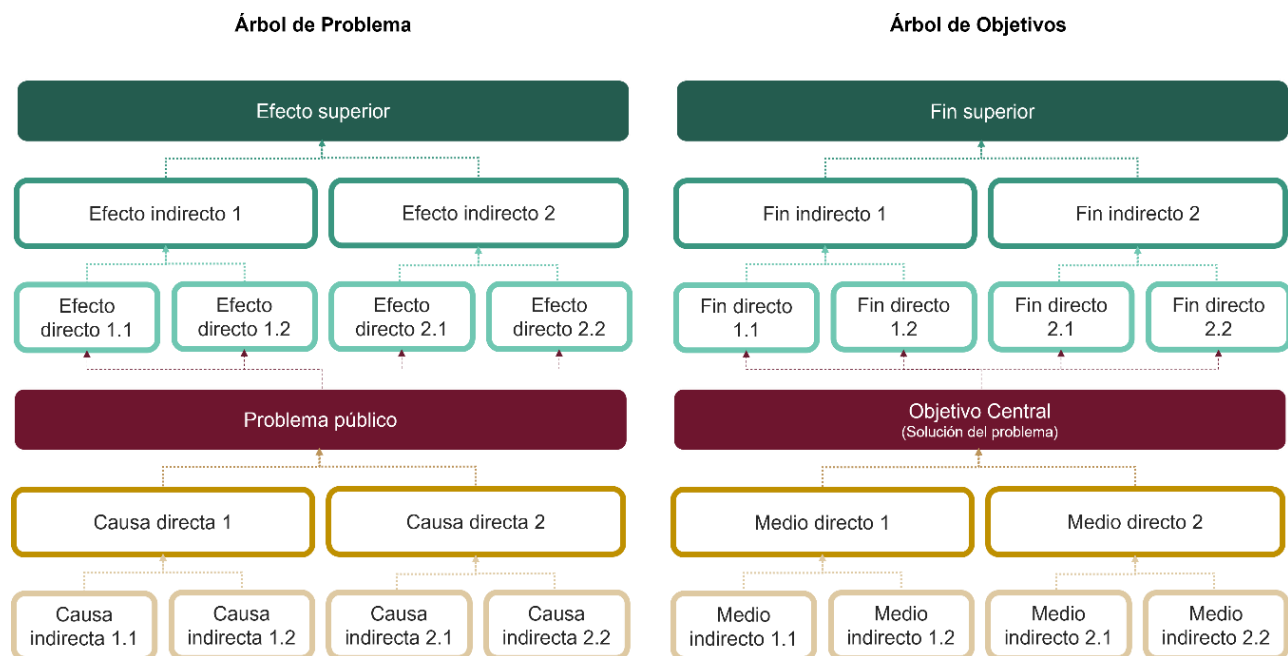 Árbol de Problema
Efecto superior
Efecto indirecto 1
Efecto indirecto 2
Efecto
directo 1.1
Efecto
directo 1.2
Efecto
directo 2.1
Efecto
directo 2.2
Problema público
Causa directa 1
Causa directa 2
Causa
indirecta 1.1
Causa
indirecta 1.2
Causa
indirecta 2.1
Causa
indirecta 2.2
Árbol de Objetivos
Fin superior
Fin indirecto 1
Fin indirecto 2
Fin directo
1.1
Fin directo
1.2
Fin directo
2.1
Fin directo
2.2
Objetivo Central
(Solución del problema)
Medio directo 1
Medio directo 2
Medio
indirecto 1.1
Medio
indirecto 1.2
Medio
indirecto 2.1
Medio
indirecto 2.2